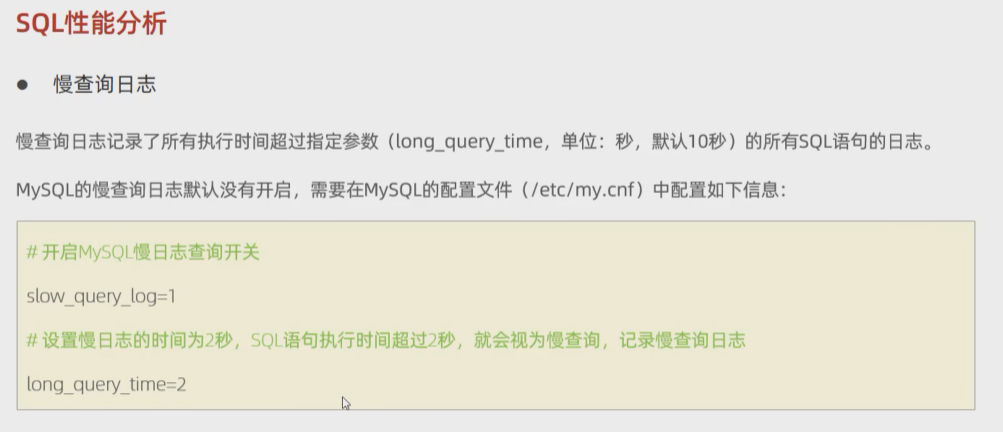 SQL性能分析
● 慢查询日志
慢查询日志记录了所有执行时间超过指定参数（long_query_time，单位：秒，默认10秒）的所有SQL语句的日志。
MySQL的慢查询日志默认没有开启，需要在MySQL的配置文件（/etc/my.cnf）中配置如下信息：
# 开启MySQL慢日志查询开关
slow_query_log=1
# 设置慢日志的时间为2秒，SQL语句执行时间超过2秒，就会视为慢查询，记录慢查询日志
long_query_time=2